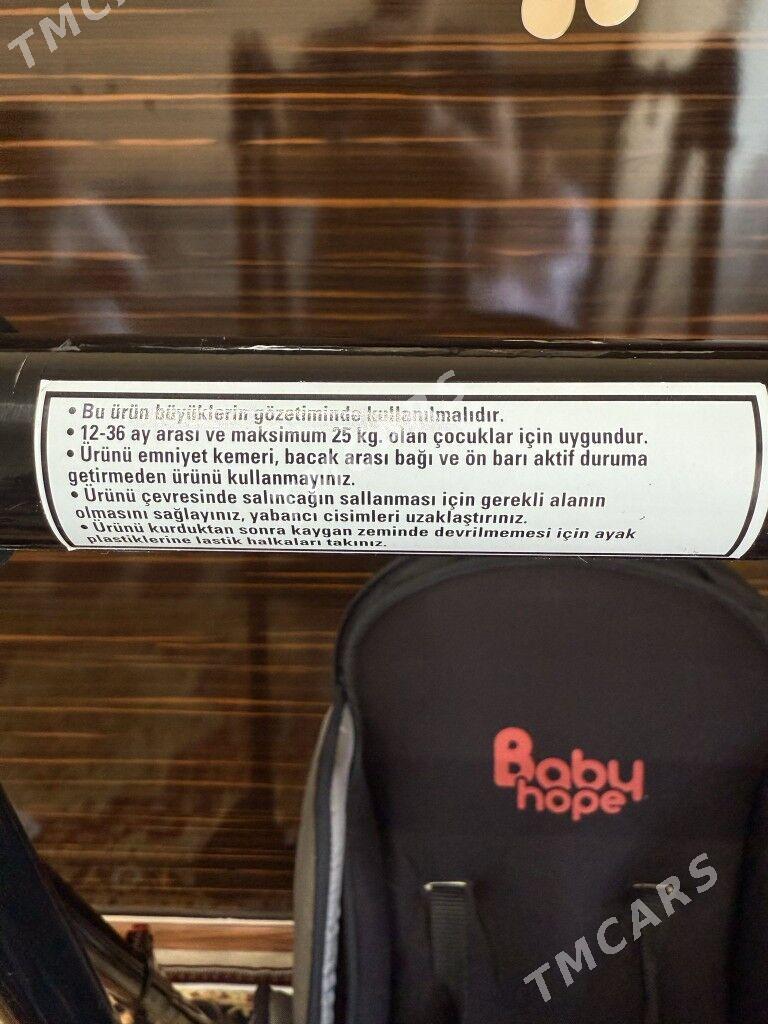 TMCARS
• Bu ürün büyüklerin gözetiminde kullanılmalıdır.
• 12-36 ay arası ve maksimum 25 kg. olan çocuklar için uygundur.
• Ürünü emniyet kemeri, bacak arası bağı ve ön barı aktif duruma
getirmeden ürünü kullanmayınız.
• Ürünü çevresinde salıncağın sallanması için gerekli alanın
olmasını sağlayınız, yabancı cisimleri uzaklaştırınız.
• Ürünü kurduktan sonra kaygan zeminde devrilmemesi için ayak
plastiklerine lastik halkaları takınız.
Baby
hope
TMCARS